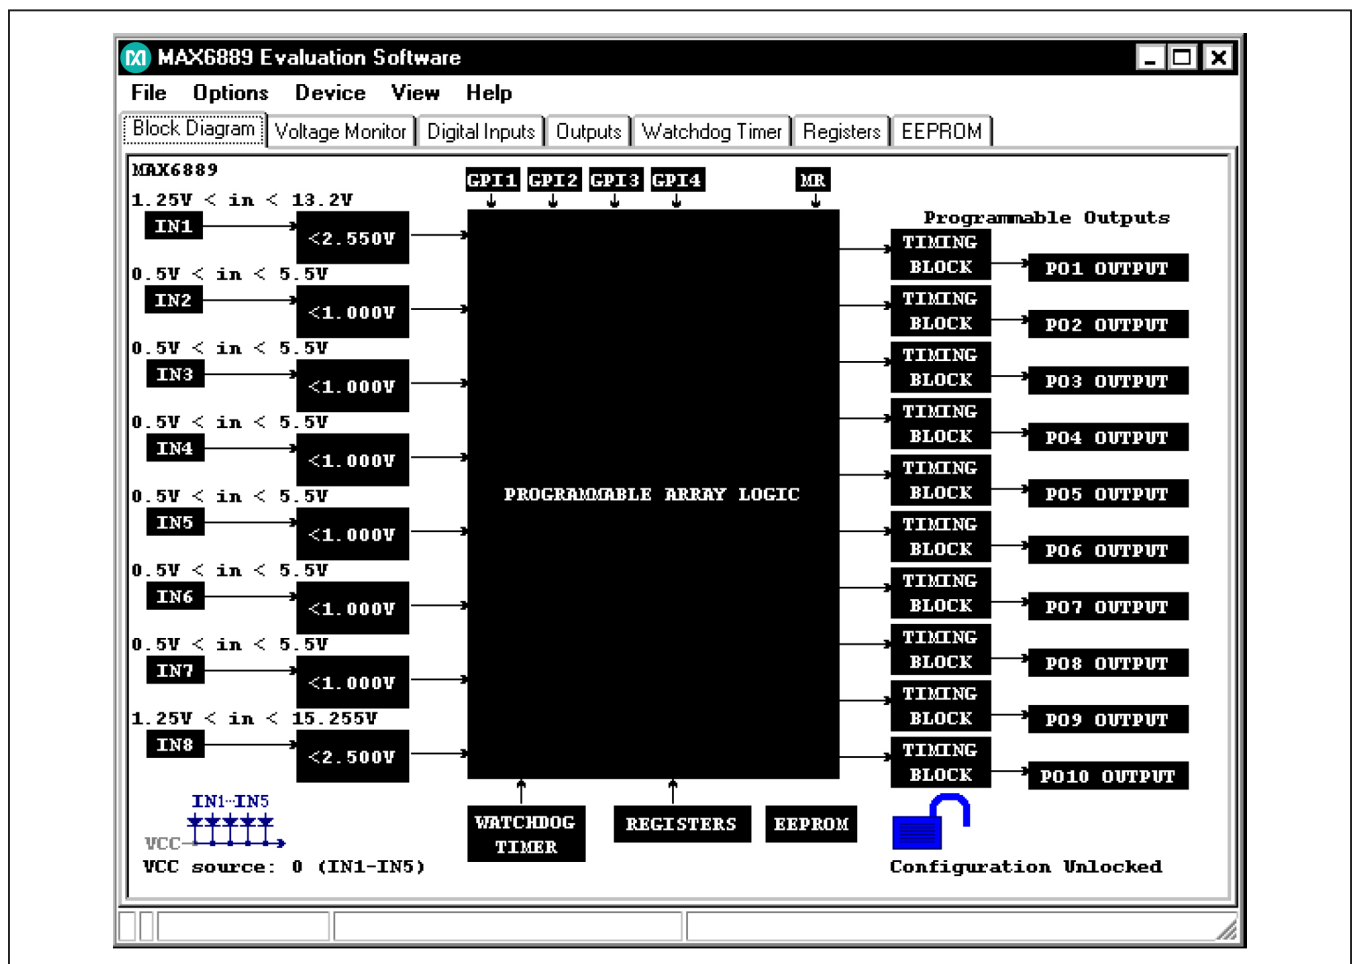 MAX6889 Evaluation Software
File Options Device View Help
Block Diagram Voltage Monitor Digital Inputs Outputs Watchdog Timer Registers EEPROM
MAX6889
GPI1 GPI2 GPI3 GPI4 MR
1.25V < in < 13.2V
IN1
<2.550V
0.5V < in < 5.5V
IN2
<1.000V
0.5V < in < 5.5V
IN3
<1.000V
0.5V < in < 5.5V
IN4
<1.000V
0.5V < in < 5.5V
IN5
<1.000V
0.5V < in < 5.5V
IN6
<1.000V
0.5V < in < 5.5V
IN7
<1.000V
1.25V < in < 15.255V
IN8
<2.500V
PROGRAMMABLE ARRAY LOGIC
Programmable Outputs
TIMING
BLOCK
PO1 OUTPUT
TIMING
BLOCK
PO2 OUTPUT
TIMING
BLOCK
PO3 OUTPUT
TIMING
BLOCK
PO4 OUTPUT
TIMING
BLOCK
PO5 OUTPUT
TIMING
BLOCK
PO6 OUTPUT
TIMING
BLOCK
PO7 OUTPUT
TIMING
BLOCK
PO8 OUTPUT
TIMING
BLOCK
PO9 OUTPUT
TIMING
BLOCK
PO10 OUTPUT
IN1-IN5
VCC
VCC source: 0 (IN1-IN5)
WATCHDOG
TIMER
REGISTERS
EEPROM
Configuration Unlocked